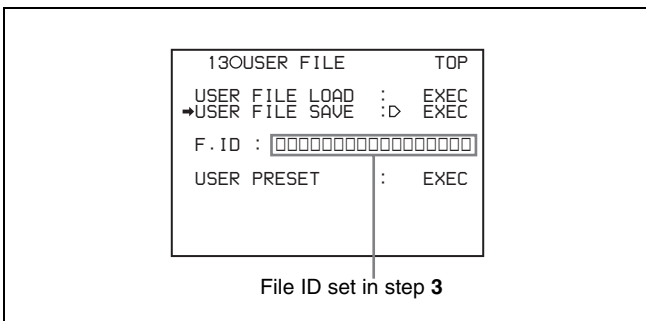 13○USER FILE TOP
USER FILE LOAD : EXEC
➡USER FILE SAVE :▷ EXEC
F.ID : □□□□□□□□□□□□□□□□□□
USER PRESET : EXEC
File ID set in step 3